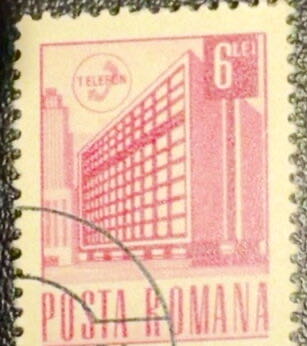 6 LEI
TELEFON
POSTA ROMANA